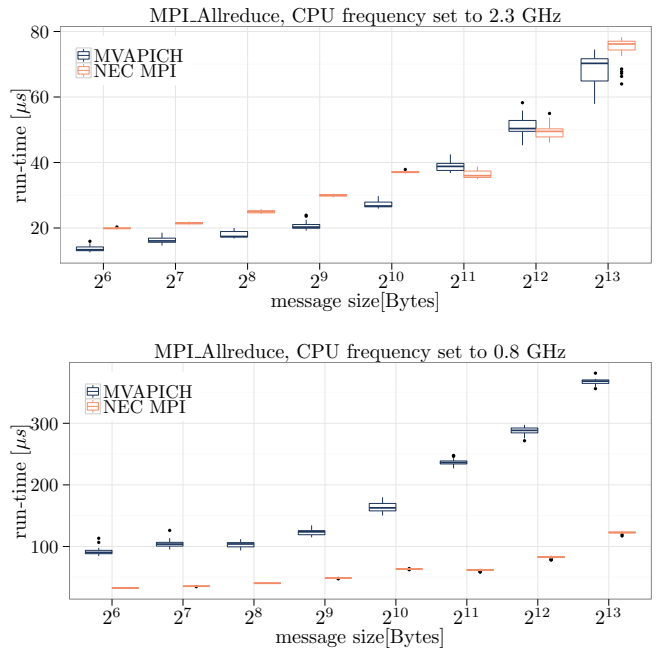 MPI_Allreduce, CPU frequency set to 2.3 GHz
80
60
40
20
run-time [μs]
MVAPICH
NEC MPI
2^6 2^7 2^8 2^9 2^10 2^11 2^12 2^13
message size[Bytes]
MPI_Allreduce, CPU frequency set to 0.8 GHz
300
200
100
run-time [μs]
MVAPICH
NEC MPI
2^6 2^7 2^8 2^9 2^10 2^11 2^12 2^13
message size[Bytes]